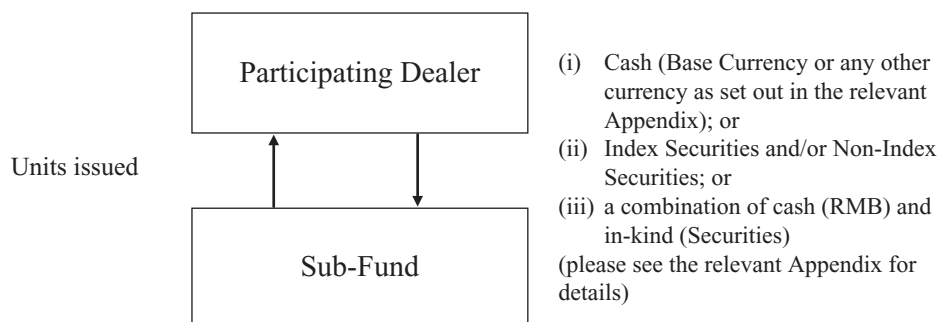 Participating Dealer
Units issued
Sub-Fund
(i) Cash (Base Currency or any other
currency as set out in the relevant
Appendix); or
(ii) Index Securities and/or Non-Index
Securities; or
(iii) a combination of cash (RMB) and
in-kind (Securities)
(please see the relevant Appendix for
details)